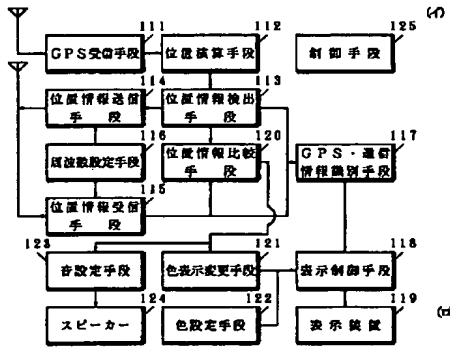 (イ)
111 112 125
GPS受信手段 位置演算手段 制御手段
114 113
位置情報送信手段 位置情報検出手段
116 120 117
周波数設定手段 位置情報比較手段 GPS・通信情報識別手段
115
位置情報受信手段
123 121 118
音設定手段 色表示変更手段 表示制御手段
124 122 119
(ロ)
スピーカー 色設定手段 表示装置